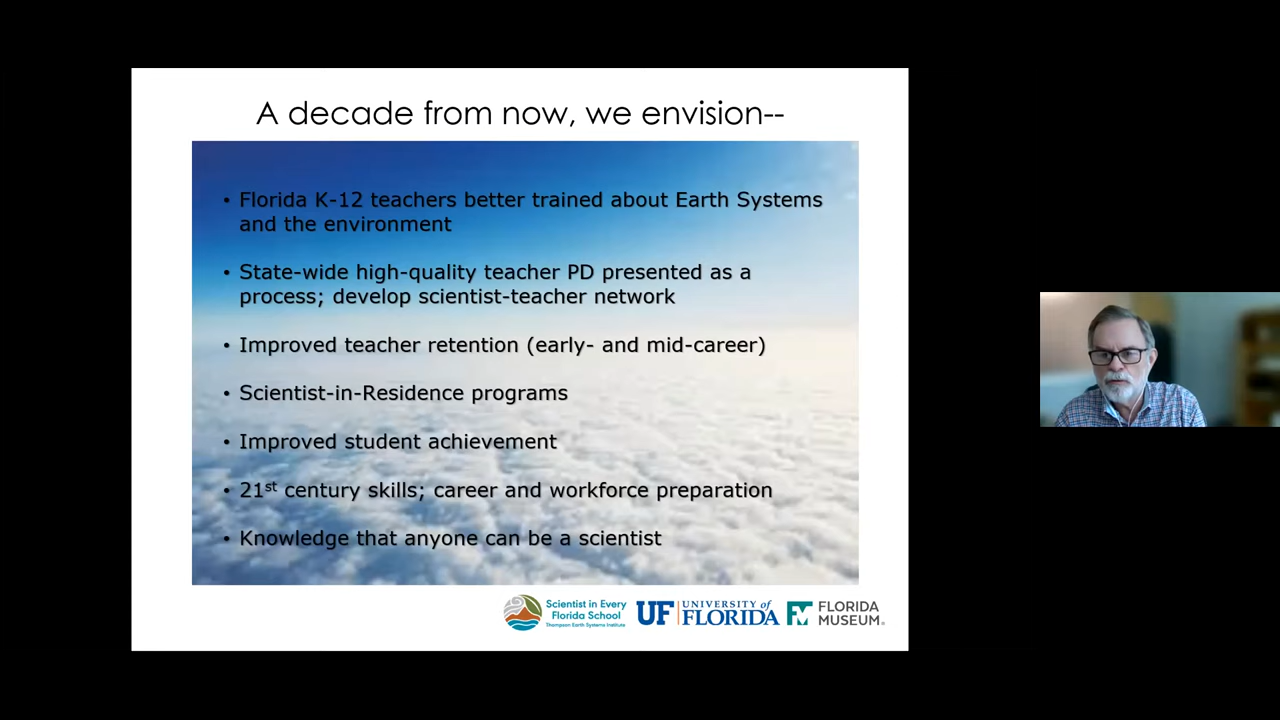 A decade from now, we envision--
• Florida K-12 teachers better trained about Earth Systems
and the environment
• State-wide high-quality teacher PD presented as a
process; develop scientist-teacher network
• Improved teacher retention (early- and mid-career)
• Scientist-in-Residence programs
• Improved student achievement
• 21st century skills; career and workforce preparation
• Knowledge that anyone can be a scientist
Scientist in Every
Florida School
Thompson Earth Systems Institute
UF UNIVERSITY of
FLORIDA
FLORIDA
MUSEUM®